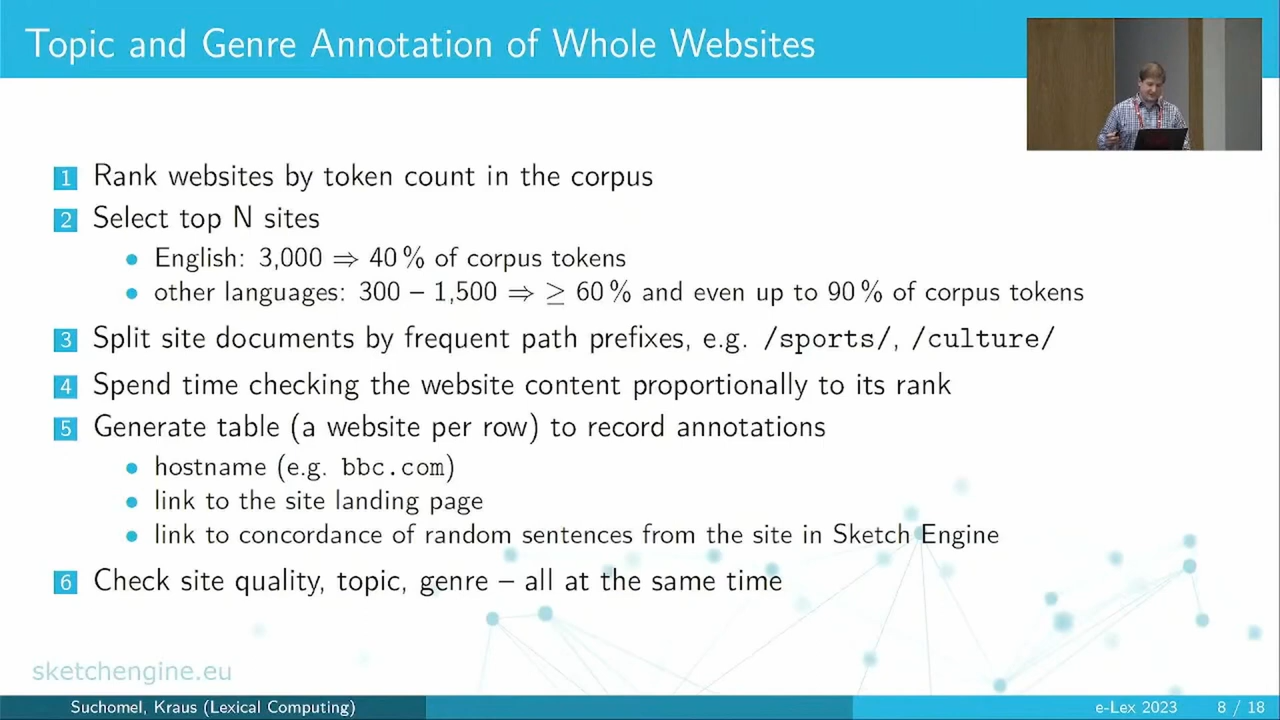 Topic and Genre Annotation of Whole Websites
1 Rank websites by token count in the corpus
2 Select top N sites
• English: 3,000 ⇒ 40 % of corpus tokens
• other languages: 300 – 1,500 ⇒ ≥ 60 % and even up to 90 % of corpus tokens
3 Split site documents by frequent path prefixes, e.g. /sports/, /culture/
4 Spend time checking the website content proportionally to its rank
5 Generate table (a website per row) to record annotations
• hostname (e.g. bbc.com)
• link to the site landing page
• link to concordance of random sentences from the site in Sketch Engine
6 Check site quality, topic, genre – all at the same time
sketchengine.eu
Suchomel, Kraus (Lexical Computing)
e-Lex 2023
8 / 18